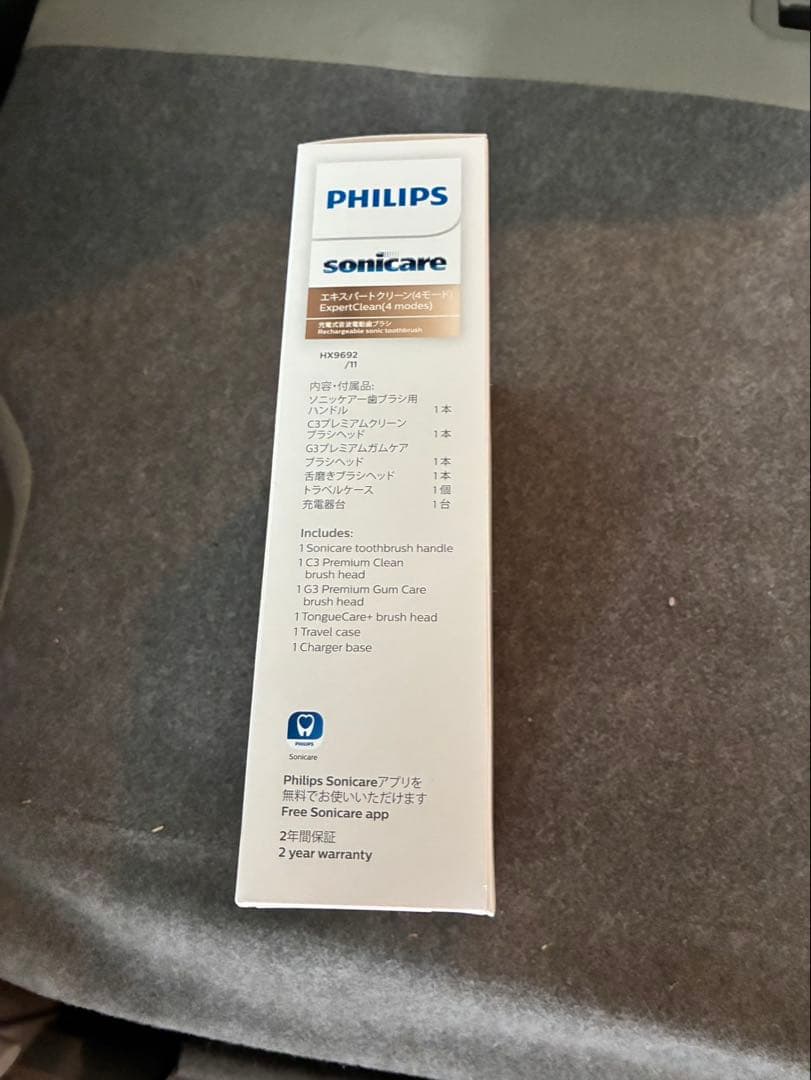 PHILIPS
sonicare
エキスパートクリーン(4モード)
ExpertClean(4 modes)
充電式音波電動歯ブラシ
Rechargeable sonic toothbrush
HX9692
/11
内容・付属品:
ソニッケアー歯ブラシ用
ハンドル 1本
C3プレミアムクリーン
ブラシヘッド 1本
G3プレミアムガムケア
ブラシヘッド 1本
舌磨きブラシヘッド 1本
トラベルケース 1個
充電器台 1台
Includes:
1 Sonicare toothbrush handle
1 C3 Premium Clean
brush head
1 G3 Premium Gum Care
brush head
1 TongueCare+ brush head
1 Travel case
1 Charger base
PHILIPS
Sonicare
Philips Sonicareアプリを
無料でお使いいただけます
Free Sonicare app
2年間保証
2 year warranty